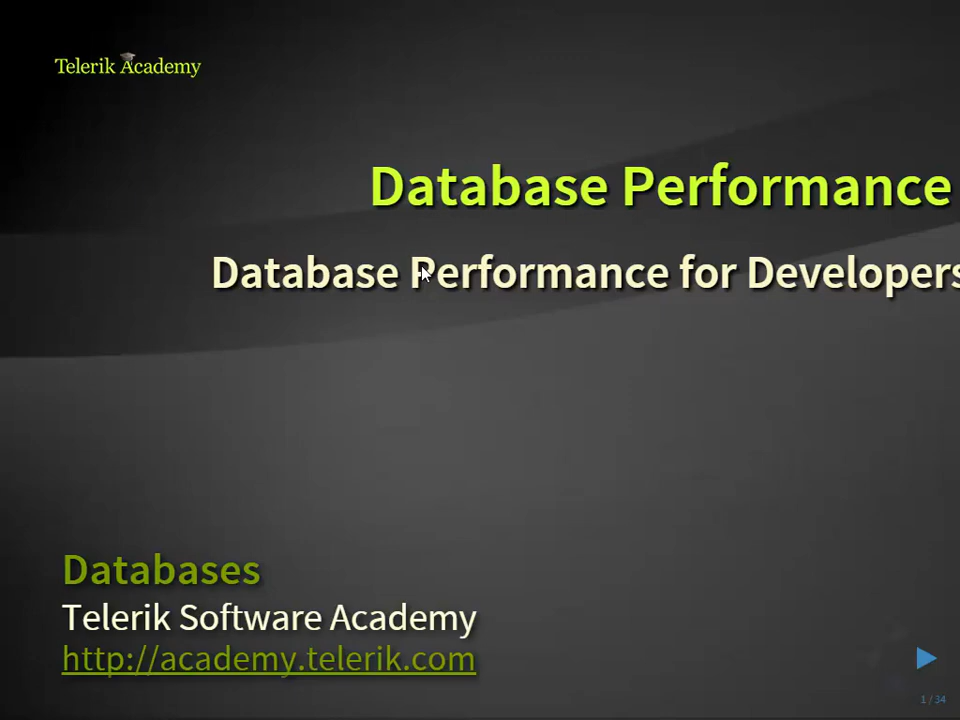 Telerik Academy
Database Performance
Database Performance for Developers
Databases
Telerik Software Academy
http://academy.telerik.com
1 / 34